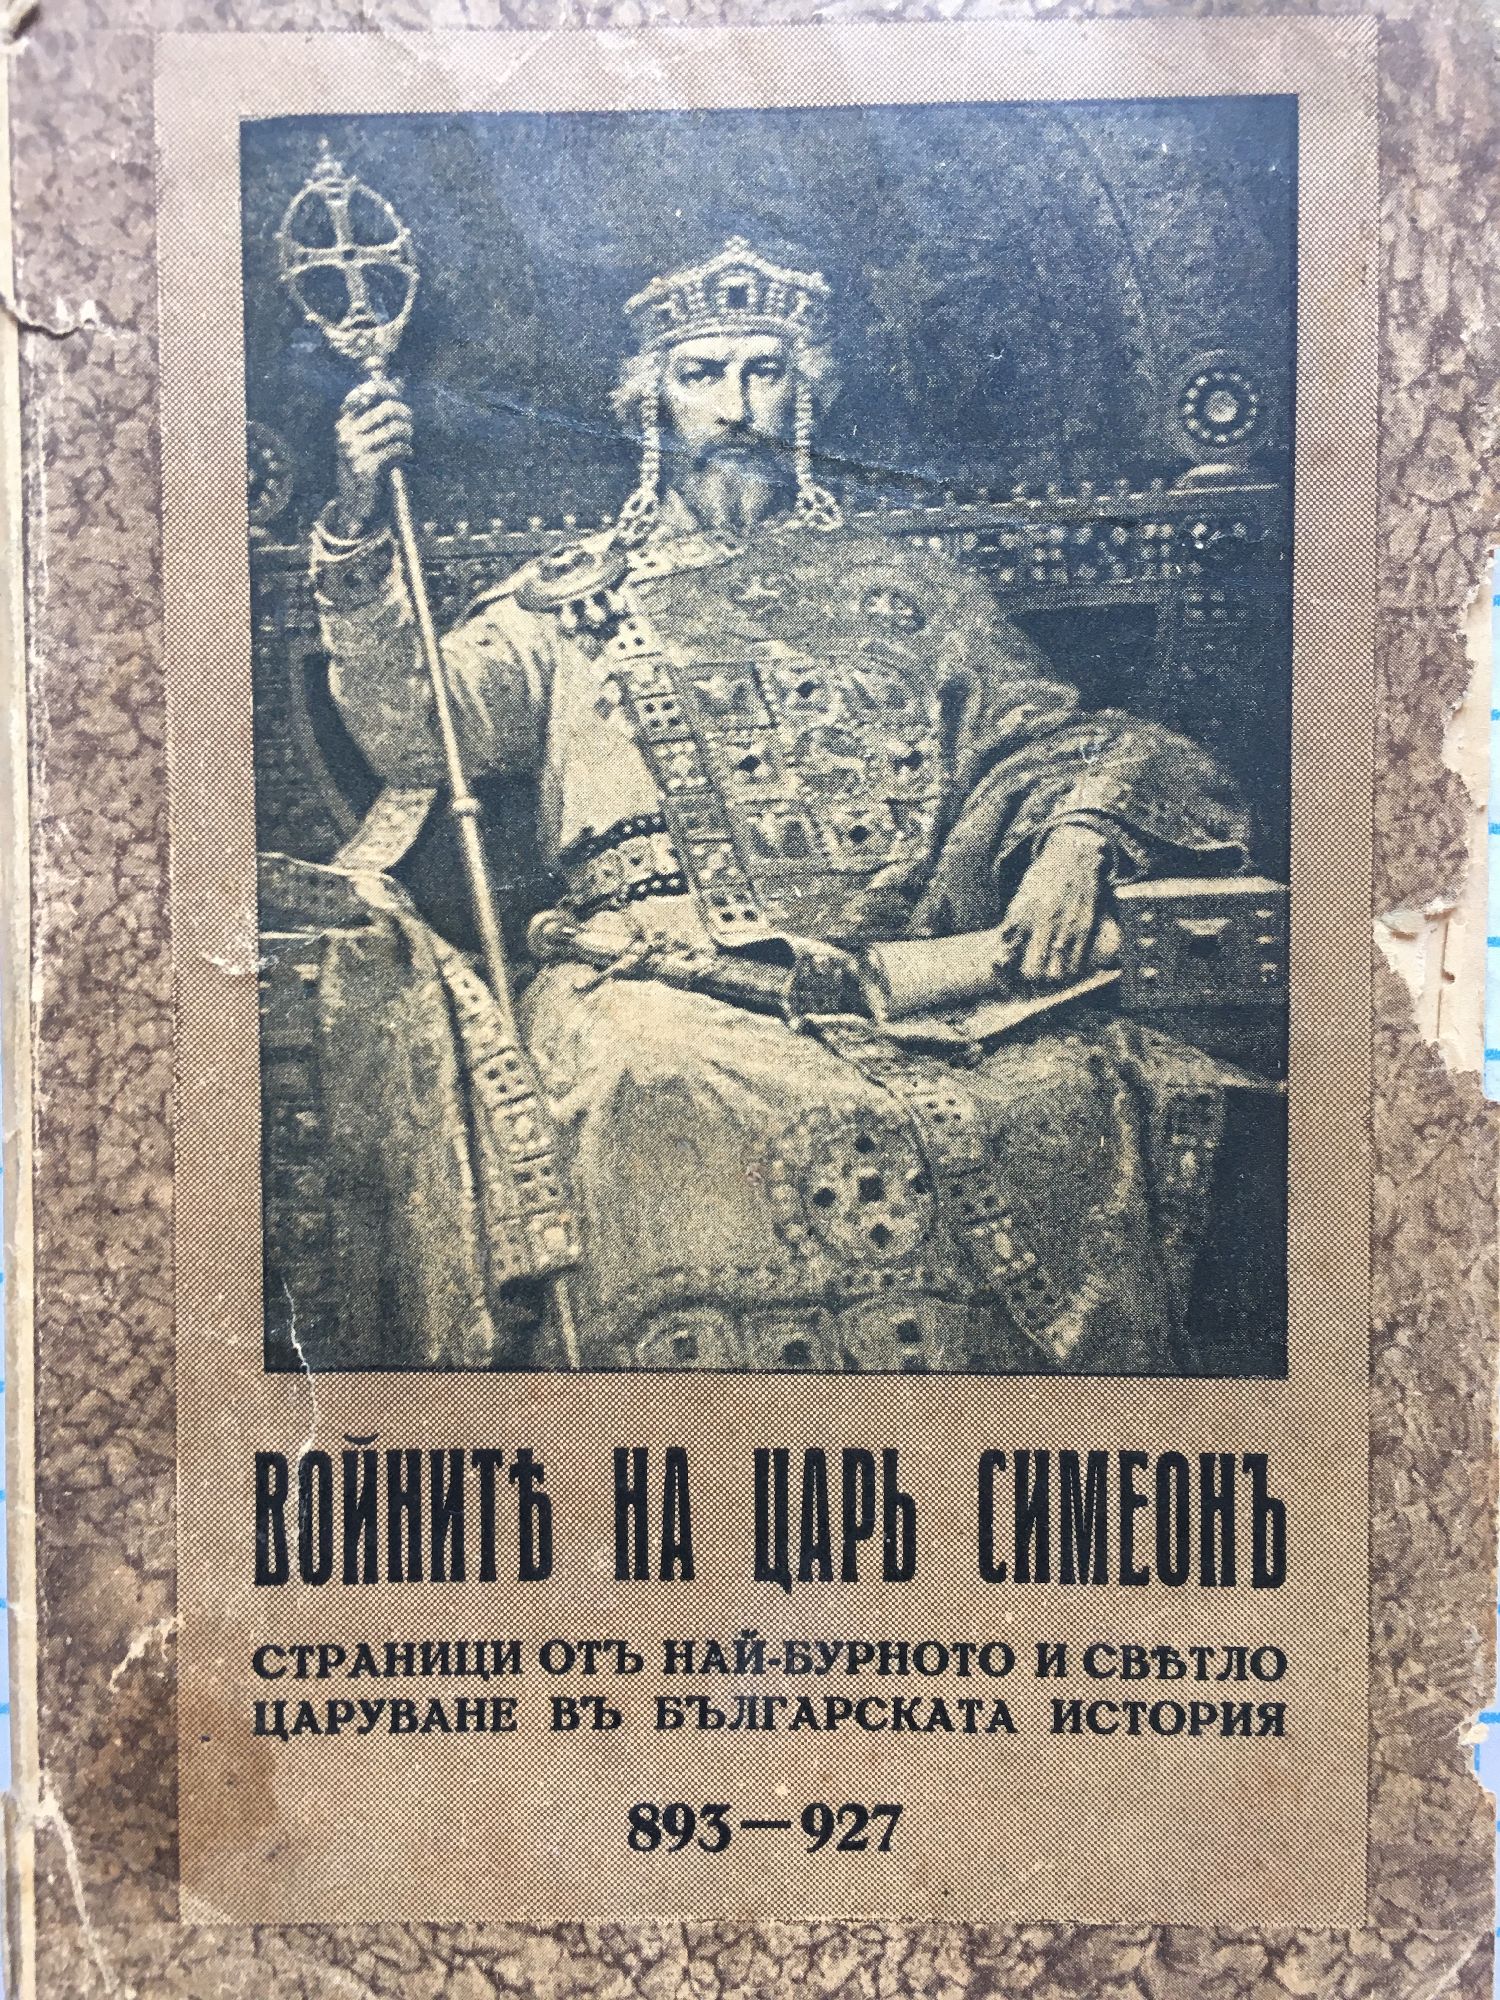 ВОЙНИТѢ НА ЦАРЬ СИМЕОНЪ
СТРАНИЦИ ОТЪ НАЙ-БУРНОТО И СВѢТЛО
ЦАРУВАНЕ ВЪ БЪЛГАРСКАТА ИСТОРИЯ
893—927